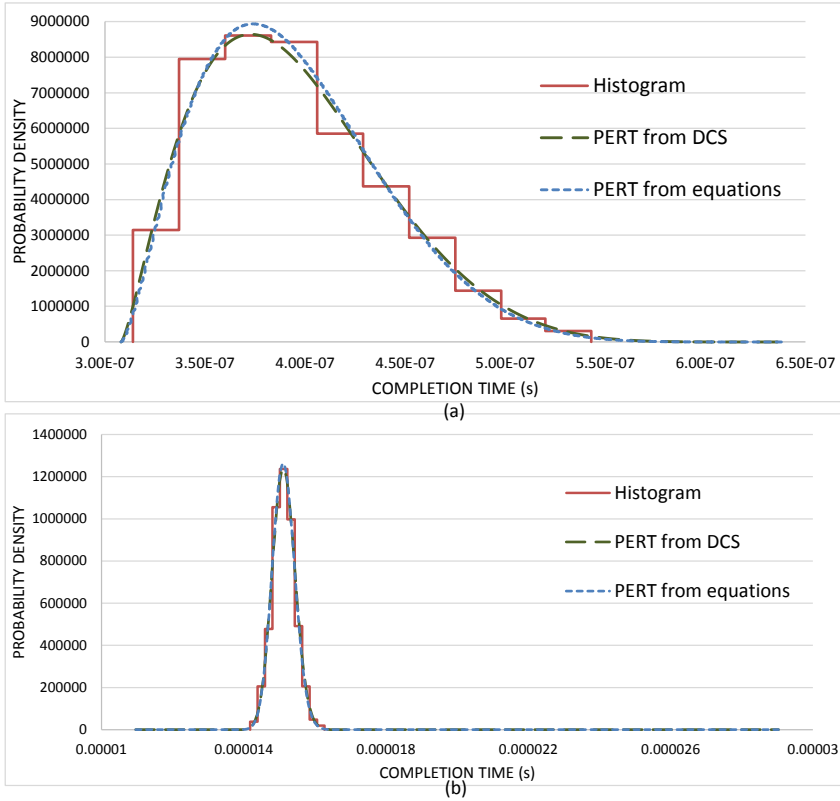 9000000
8000000
7000000
6000000
5000000
4000000
3000000
2000000
1000000
0
PROBABILITY DENSITY
Histogram
PERT from DCS
PERT from equations
3.00E-07 3.50E-07 4.00E-07 4.50E-07 5.00E-07 5.50E-07 6.00E-07 6.50E-07
COMPLETION TIME (s)
(a)
1400000
1200000
1000000
800000
600000
400000
200000
0
PROBABILITY DENSITY
Histogram
PERT from DCS
PERT from equations
0.00001 0.000014 0.000018 0.000022 0.000026 0.00003
COMPLETION TIME (s)
(b)